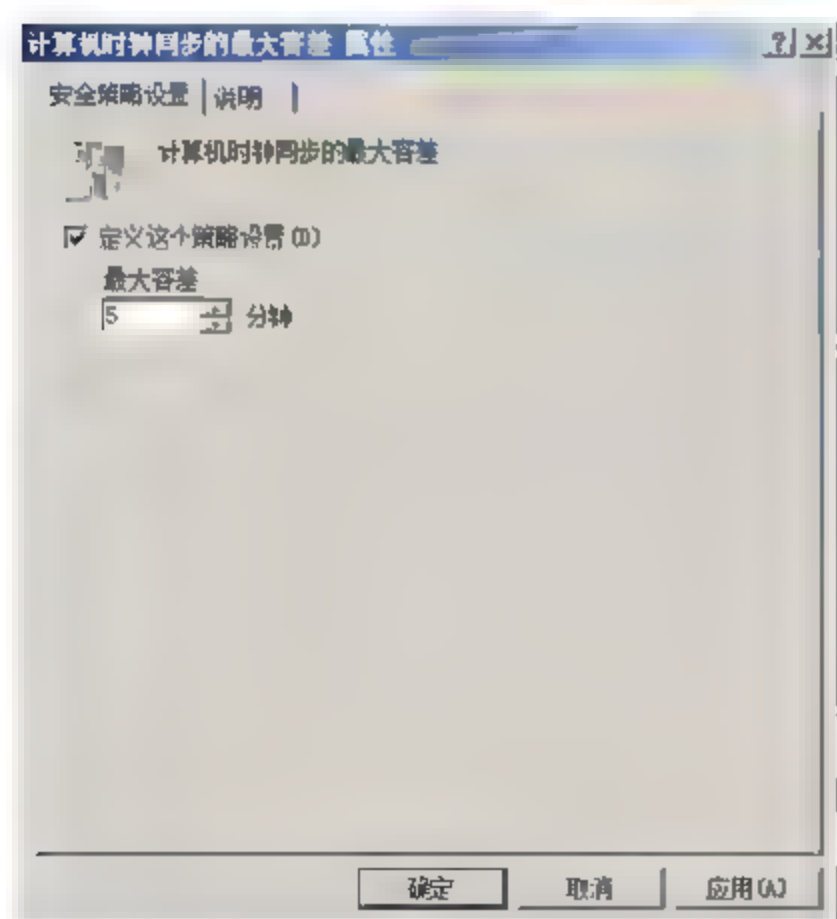 计算机时钟同步的最大容差 属性
安全策略设置 说明
计算机时钟同步的最大容差
定义这个策略设置(D)
最大容差
5 分钟
确定 取消 应用(A)